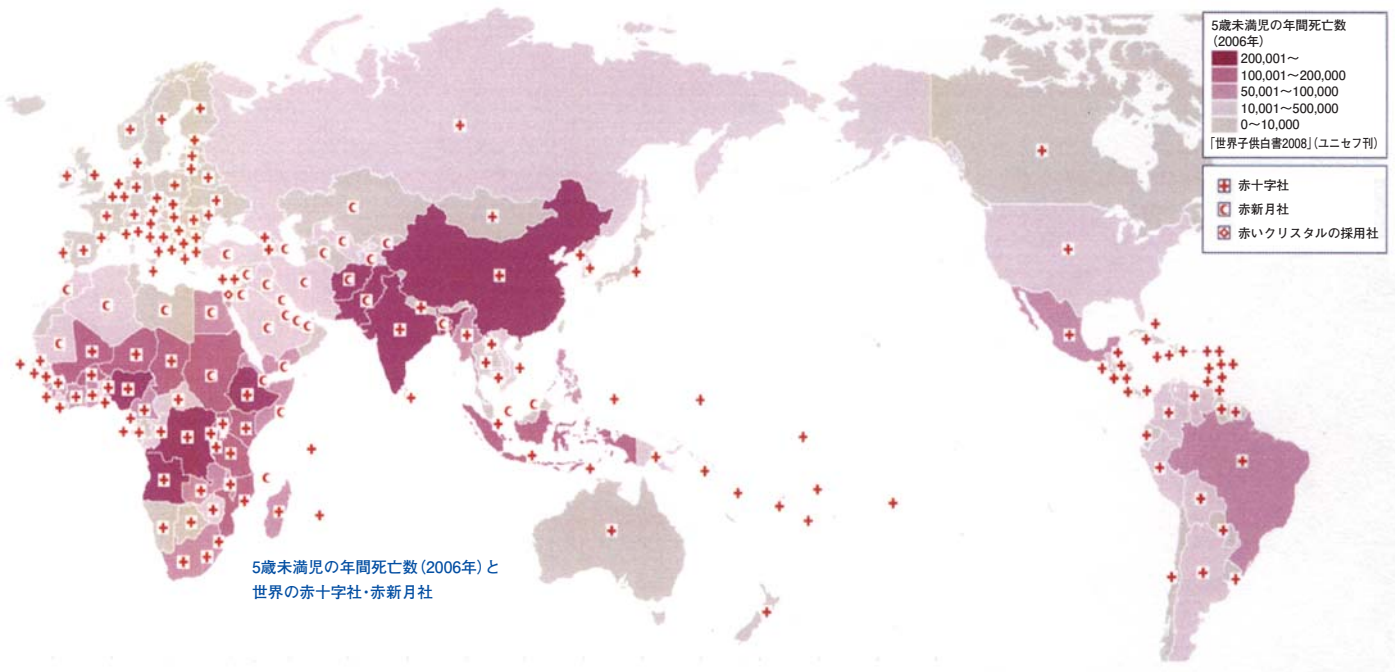 5歳未満児の年間死亡数
(2006年)
200,001〜
100,001〜200,000
50,001〜100,000
10,001〜500,000
0〜10,000
「世界子供白書2008」(ユニセフ刊)
赤十字社
赤新月社
赤いクリスタルの採用社
5歳未満児の年間死亡数(2006年)と
世界の赤十字社・赤新月社